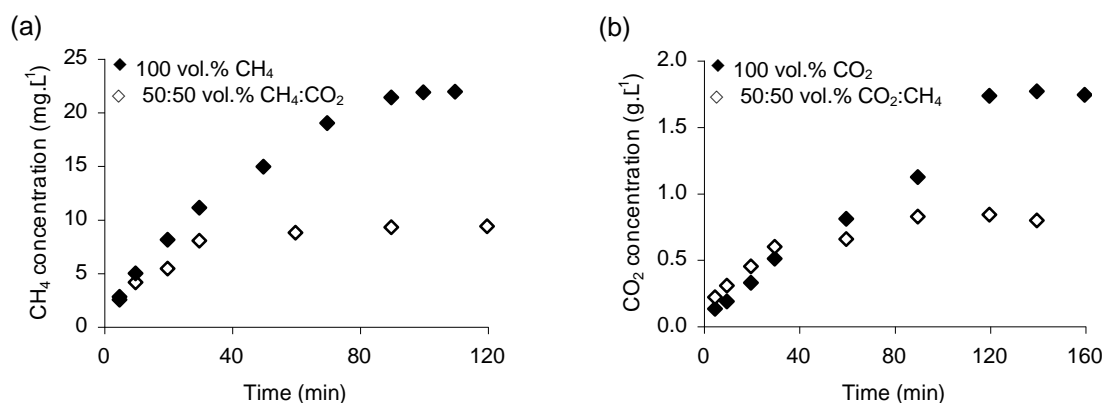 (a)
CH₄ concentration (mg.L¹)
25
20
15
10
5
0
◆ 100 vol.% CH₄
◇ 50:50 vol.% CH₄:CO₂
0 40 80 120
Time (min)
(b)
CO₂ concentration (g.L¹)
2.0
1.5
1.0
0.5
0.0
◆ 100 vol.% CO₂
◇ 50:50 vol.% CO₂:CH₄
0 40 80 120 160
Time (min)